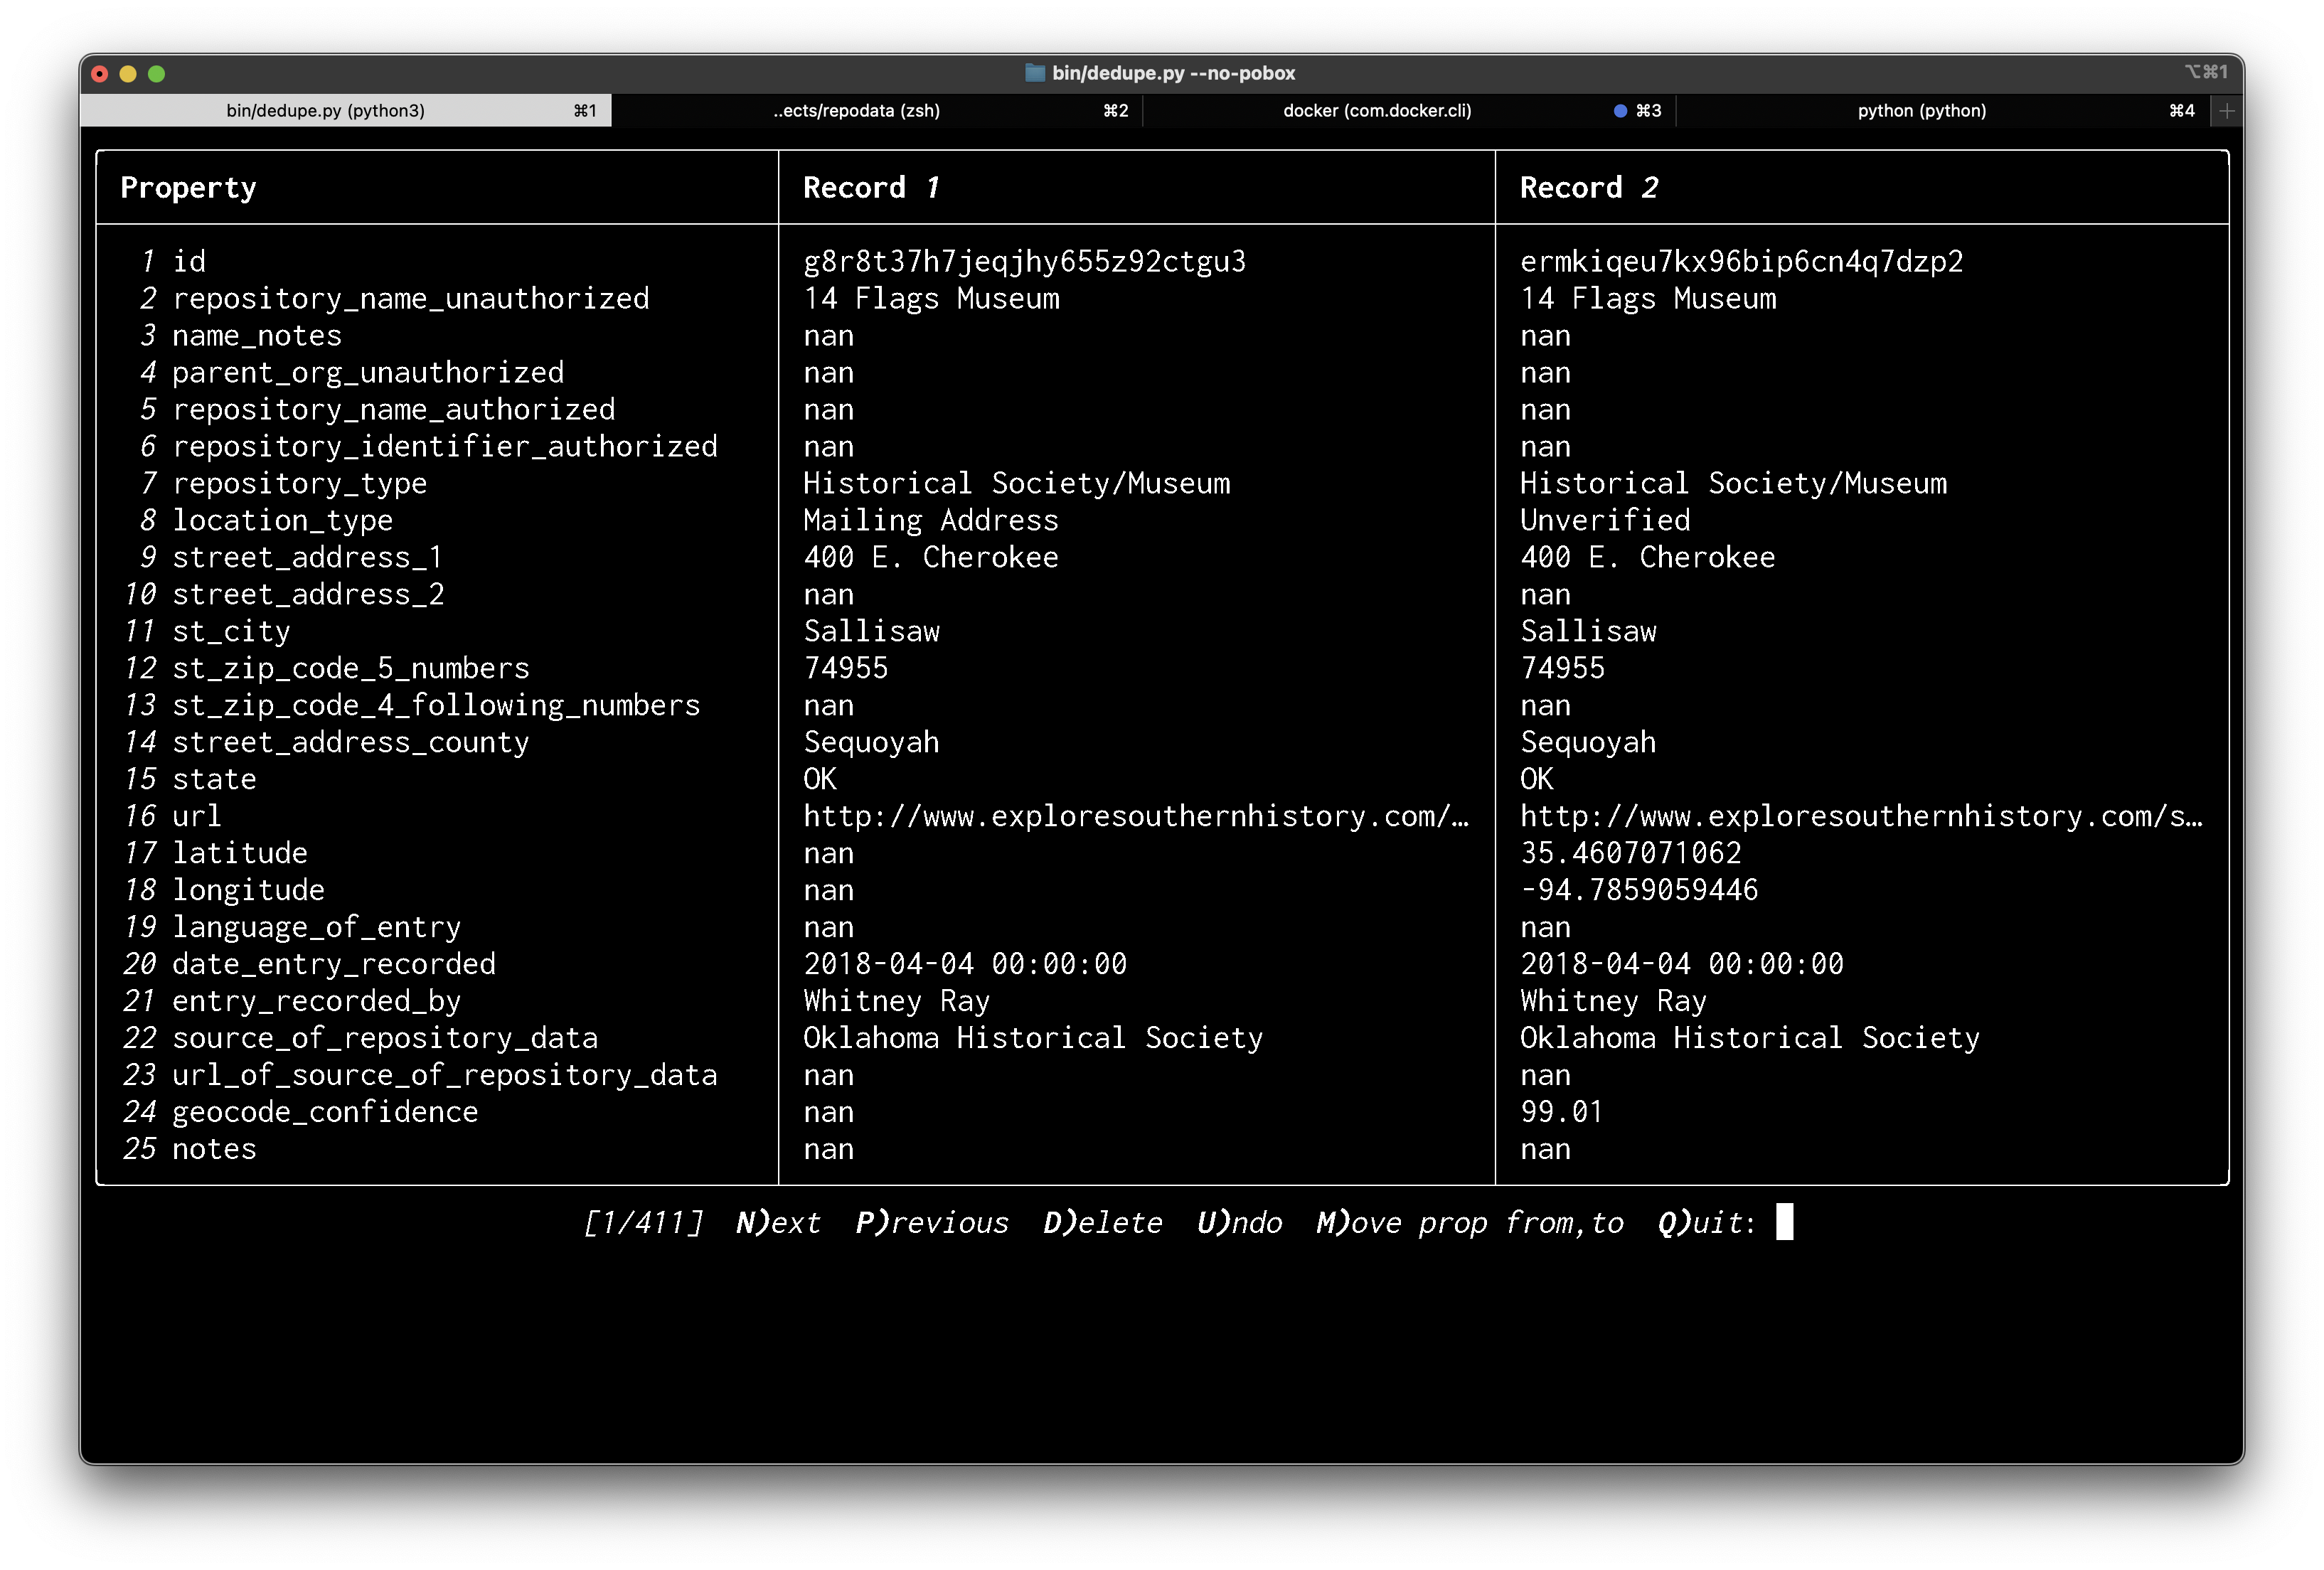 bin/dedupe.py --no-pobox ⌥⌘1
bin/dedupe.py (python3) ⌘1 ..ects/repodata (zsh) ⌘2 docker (com.docker.cli) ⌘3 python (python) ⌘4 +
Property Record 1 Record 2
1 id g8r8t37h7jeqjhy655z92ctgu3 ermkiqeu7kx96bip6cn4q7dzp2
2 repository_name_unauthorized 14 Flags Museum 14 Flags Museum
3 name_notes nan nan
4 parent_org_unauthorized nan nan
5 repository_name_authorized nan nan
6 repository_identifier_authorized nan nan
7 repository_type Historical Society/Museum Historical Society/Museum
8 location_type Mailing Address Unverified
9 street_address_1 400 E. Cherokee 400 E. Cherokee
10 street_address_2 nan nan
11 st_city Sallisaw Sallisaw
12 st_zip_code_5_numbers 74955 74955
13 st_zip_code_4_following_numbers nan nan
14 street_address_county Sequoyah Sequoyah
15 state OK OK
16 url http://www.exploresouthernhistory.com/… http://www.exploresouthernhistory.com/s…
17 latitude nan 35.4607071062
18 longitude nan -94.7859059446
19 language_of_entry nan nan
20 date_entry_recorded 2018-04-04 00:00:00 2018-04-04 00:00:00
21 entry_recorded_by Whitney Ray Whitney Ray
22 source_of_repository_data Oklahoma Historical Society Oklahoma Historical Society
23 url_of_source_of_repository_data nan nan
24 geocode_confidence nan 99.01
25 notes nan nan
[1/411] N)ext P)revious D)elete U)ndo M)ove prop from,to Q)uit: